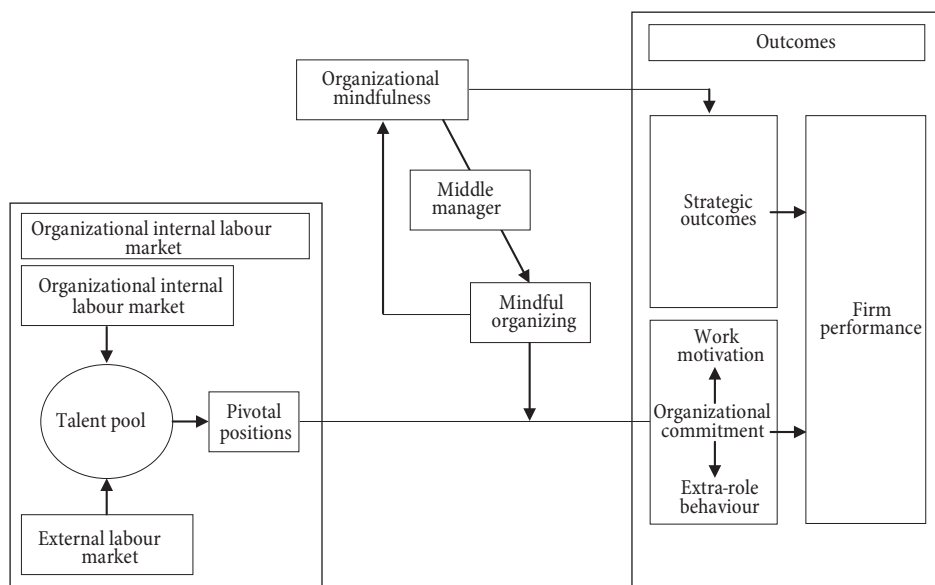 Outcomes
Organizational
mindfulness
Middle
manager
Mindful
organizing
Organizational internal labour
market
Organizational internal
labour market
Talent pool
Pivotal
positions
External labour
market
Strategic
outcomes
Work
motivation
Organizational
commitment
Extra-role
behaviour
Firm
performance